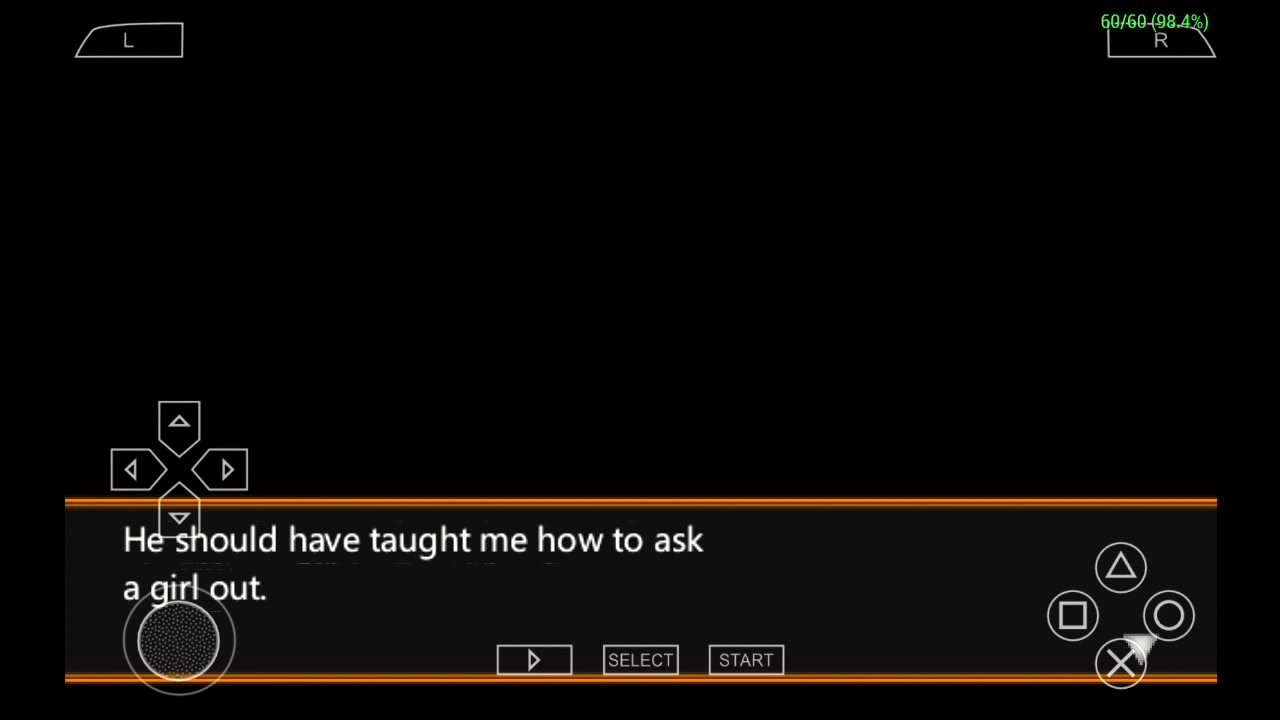 60/60 (98.4%)
L
R
He should have taught me how to ask
a girl out.
SELECT
START